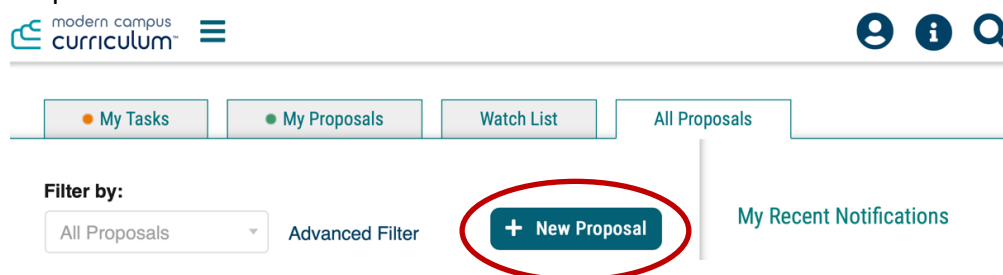 modern campus
curriculum™
My Tasks
My Proposals
Watch List
All Proposals
Filter by:
All Proposals
Advanced Filter
+ New Proposal
My Recent Notifications